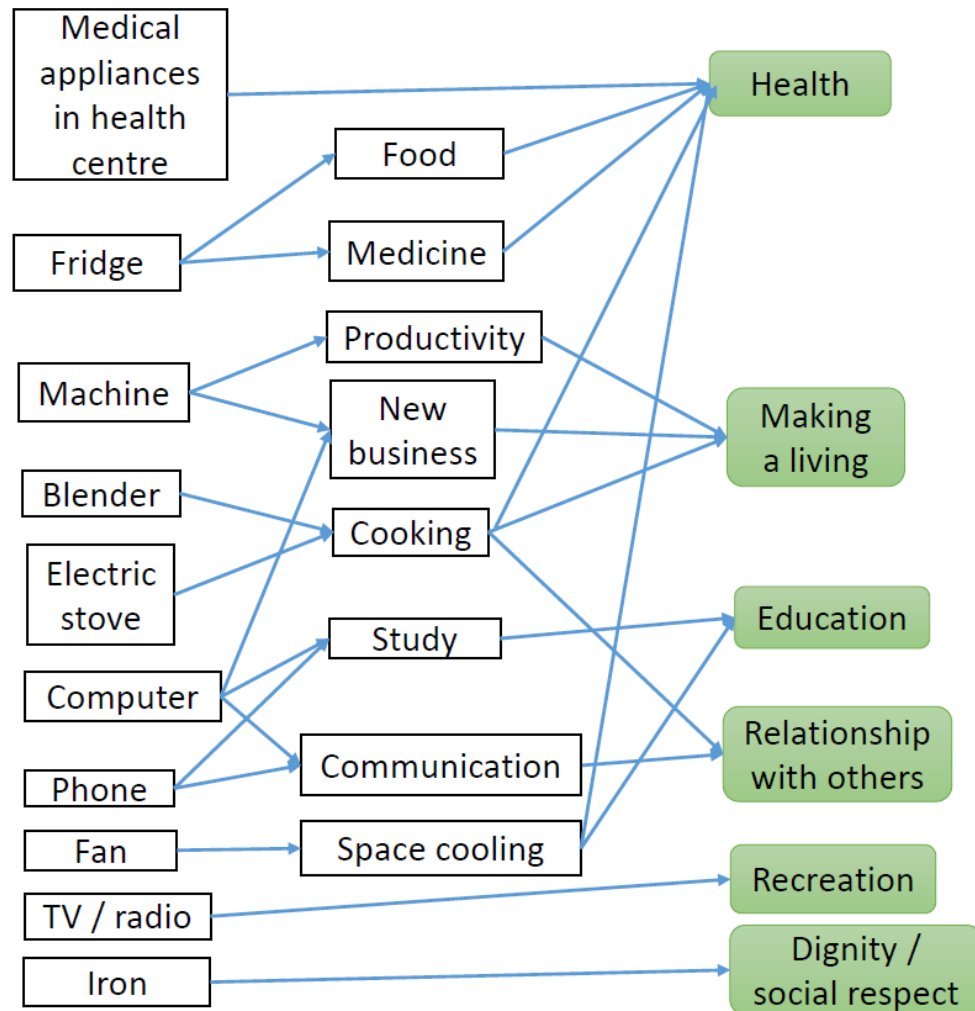 Medical
appliances
in health
centre
Fridge
Machine
Blender
Electric
stove
Computer
Phone
Fan
TV / radio
Iron
Food
Medicine
Productivity
New
business
Cooking
Study
Communication
Space cooling
Health
Making
a living
Education
Relationship
with others
Recreation
Dignity /
social respect